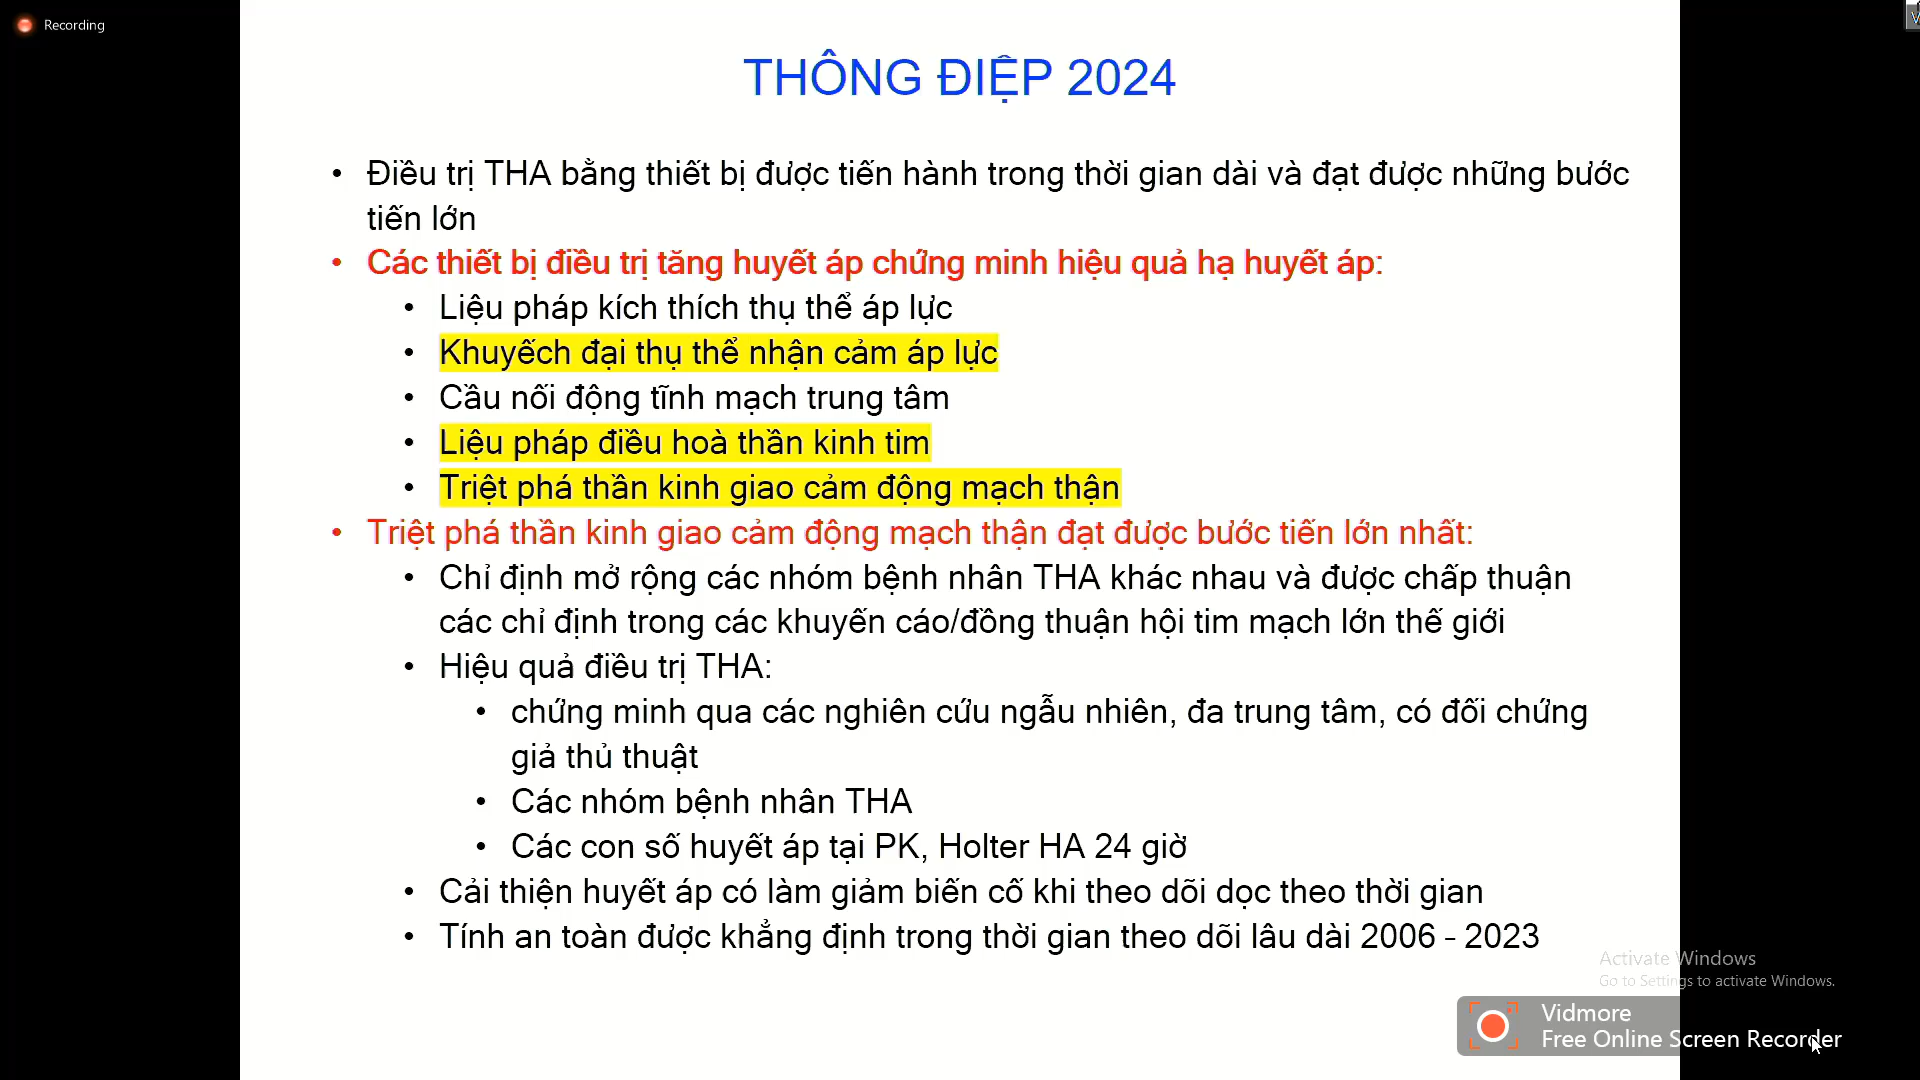 Recording
THÔNG ĐIỆP 2024
• Điều trị THA bằng thiết bị được tiến hành trong thời gian dài và đạt được những bước
tiến lớn
• Các thiết bị điều trị tăng huyết áp chứng minh hiệu quả hạ huyết áp:
• Liệu pháp kích thích thụ thể áp lực
• Khuyếch đại thụ thể nhận cảm áp lực
• Cầu nối động tĩnh mạch trung tâm
• Liệu pháp điều hoà thần kinh tim
• Triệt phá thần kinh giao cảm động mạch thận
• Triệt phá thần kinh giao cảm động mạch thận đạt được bước tiến lớn nhất:
• Chỉ định mở rộng các nhóm bệnh nhân THA khác nhau và được chấp thuận
các chỉ định trong các khuyến cáo/đồng thuận hội tim mạch lớn thế giới
• Hiệu quả điều trị THA:
• chứng minh qua các nghiên cứu ngẫu nhiên, đa trung tâm, có đối chứng
giả thủ thuật
• Các nhóm bệnh nhân THA
• Các con số huyết áp tại PK, Holter HA 24 giờ
• Cải thiện huyết áp có làm giảm biến cố khi theo dõi dọc theo thời gian
• Tính an toàn được khẳng định trong thời gian theo dõi lâu dài 2006 - 2023
Activate Windows
Go to Settings to activate Windows.
Vidmore
Free Online Screen Recorder